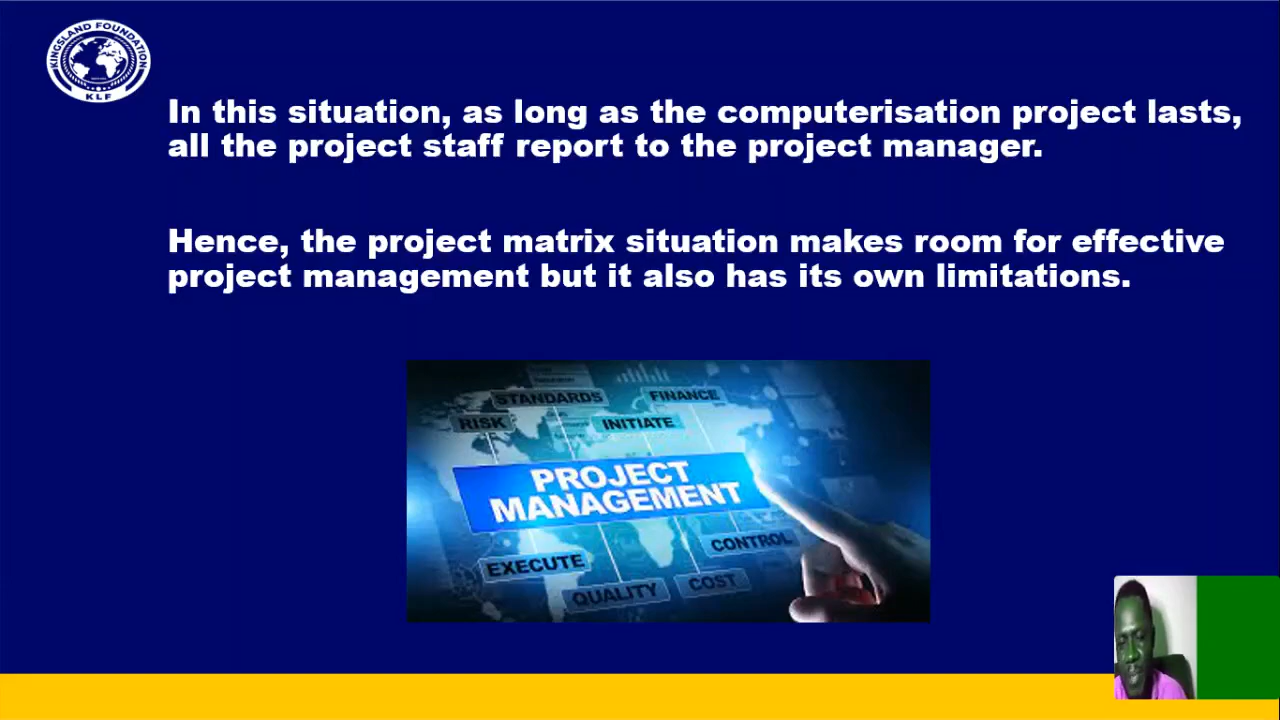 KINGSLAND FOUNDATION
KLF
In this situation, as long as the computerisation project lasts,
all the project staff report to the project manager.
Hence, the project matrix situation makes room for effective
project management but it also has its own limitations.
STANDARDS
FINANCE
RISK
INITIATE
PROJECT
MANAGEMENT
CONTROL
EXECUTE
QUALITY
COST